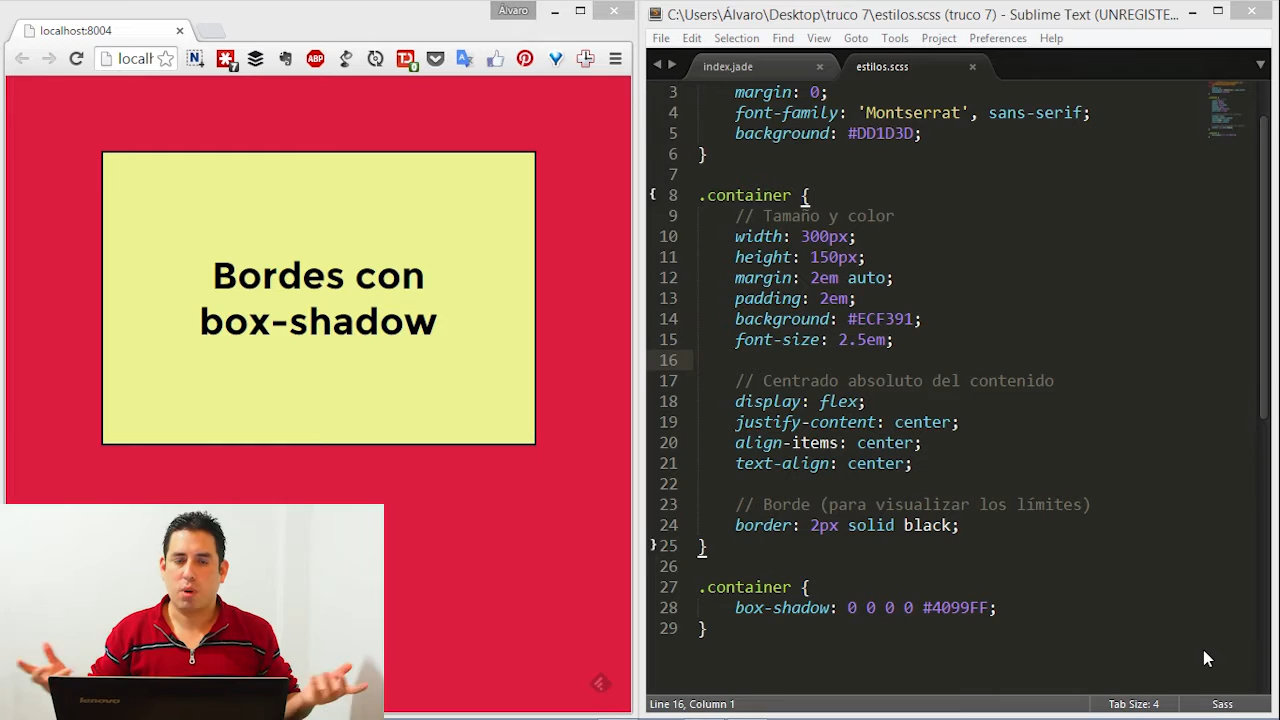 Álvaro
localhost:8004
locall
7
ABP
TD
0
Bordes con
box-shadow
lenovo
C:\Users\Álvaro\Desktop\truco 7\estilos.scss (truco 7) - Sublime Text (UNREGISTE...
File Edit Selection Find View Goto Tools Project Preferences Help
index.jade estilos.scss
3 margin: 0;
4 font-family: 'Montserrat', sans-serif;
5 background: #DD1D3D;
6 }
7
8 .container {
9 // Tamaño y color
10 width: 300px;
11 height: 150px;
12 margin: 2em auto;
13 padding: 2em;
14 background: #ECF391;
15 font-size: 2.5em;
16
17 // Centrado absoluto del contenido
18 display: flex;
19 justify-content: center;
20 align-items: center;
21 text-align: center;
22
23 // Borde (para visualizar los límites)
24 border: 2px solid black;
25 }
26
27 .container {
28 box-shadow: 0 0 0 0 #4099FF;
29 }
Line 16, Column 1 Tab Size: 4 Sass